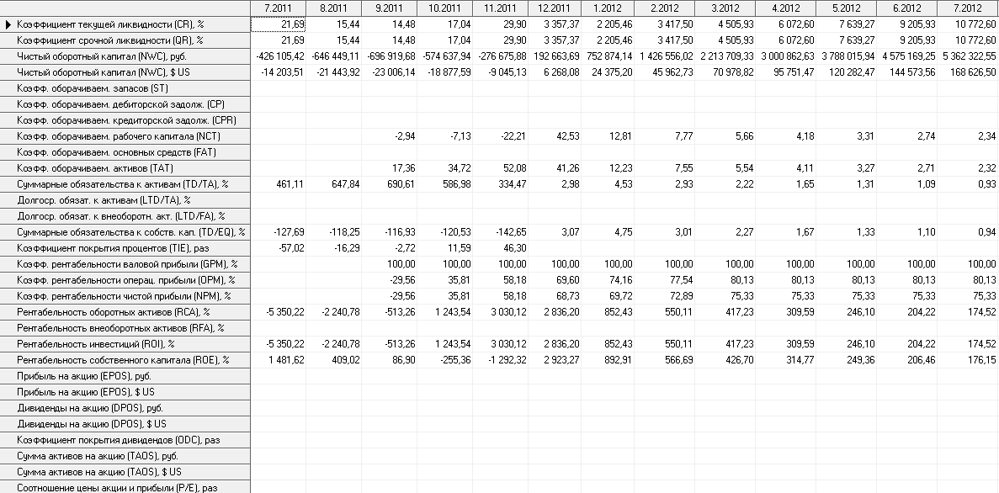 7.2011 8.2011 9.2011 10.2011 11.2011 12.2011 1.2012 2.2012 3.2012 4.2012 5.2012 6.2012 7.2012
Коэффициент текущей ликвидности (CR), % 21,69 15,44 14,48 17,04 29,90 3 357,37 2 205,46 3 417,50 4 505,93 6 072,60 7 639,27 9 205,93 10 772,60
Коэффициент срочной ликвидности (QR), % 21,69 15,44 14,48 17,04 29,90 3 357,37 2 205,46 3 417,50 4 505,93 6 072,60 7 639,27 9 205,93 10 772,60
Чистый оборотный капитал (NWC), руб. -426 105,42 -646 449,11 -696 919,68 -574 637,94 -276 675,88 192 663,69 752 874,14 1 426 556,02 2 213 709,33 3 000 862,63 3 788 015,94 4 575 169,25 5 362 322,55
Чистый оборотный капитал (NWC), $ US -14 203,51 -21 443,92 -23 006,14 -18 877,59 -9 045,13 6 268,08 24 375,20 45 962,73 70 978,82 95 751,47 120 282,47 144 573,56 168 626,50
Коэфф. оборачиваем. запасов (ST)
Коэфф. оборачиваем. дебиторской задолж. (CP)
Коэфф. оборачиваем. кредиторской задолж. (CPR)
Коэфф. оборачиваем. рабочего капитала (NCT) -2,94 -7,13 -22,21 42,53 12,81 7,77 5,66 4,18 3,31 2,74 2,34
Коэфф. оборачиваем. основных средств (FAT)
Коэфф. оборачиваем. активов (TAT) 17,36 34,72 52,08 41,26 12,23 7,55 5,54 4,11 3,27 2,71 2,32
Суммарные обязательства к активам (TD/TA), % 461,11 647,84 690,61 586,98 334,47 2,98 4,53 2,93 2,22 1,65 1,31 1,09 0,93
Долгоср. обязат. к активам (LTD/TA), %
Долгоср. обязат. к внеоборотн. акт. (LTD/FA), %
Суммарные обязательства к собств. кап. (TD/EQ), % -127,69 -118,25 -116,93 -120,53 -142,65 3,07 4,75 3,01 2,27 1,67 1,33 1,10 0,94
Коэффициент покрытия процентов (TIE), раз -57,02 -16,29 -2,72 11,59 46,30
Коэфф. рентабельности валовой прибыли (GPM), % 100,00 100,00 100,00 100,00 100,00 100,00 100,00 100,00 100,00 100,00 100,00
Коэфф. рентабельности операц. прибыли (OPM), % -29,56 35,81 58,18 69,60 74,16 77,54 80,13 80,13 80,13 80,13 80,13
Коэфф. рентабельности чистой прибыли (NPM), % -29,56 35,81 58,18 68,73 69,72 72,89 75,33 75,33 75,33 75,33 75,33
Рентабельность оборотных активов (RCA), % -5 350,22 -2 240,78 -513,26 1 243,54 3 030,12 2 836,20 852,43 550,11 417,23 309,59 246,10 204,22 174,52
Рентабельность внеоборотных активов (RFA), %
Рентабельность инвестиций (ROI), % -5 350,22 -2 240,78 -513,26 1 243,54 3 030,12 2 836,20 852,43 550,11 417,23 309,59 246,10 204,22 174,52
Рентабельность собственного капитала (ROE), % 1 481,62 409,02 86,90 -255,36 -1 292,32 2 923,27 892,91 566,69 426,70 314,77 249,36 206,46 176,15
Прибыль на акцию (EPOS), руб.
Прибыль на акцию (EPOS), $ US
Дивиденды на акцию (DPOS), руб.
Дивиденды на акцию (DPOS), $ US
Коэффициент покрытия дивидендов (ODC), раз
Сумма активов на акцию (TAOS), руб.
Сумма активов на акцию (TAOS), $ US
Соотношение цены акции и прибыли (P/E), раз